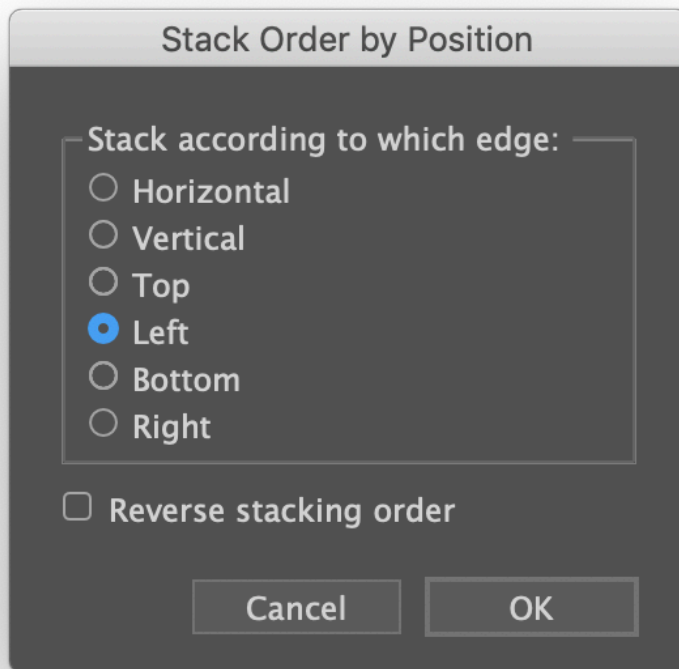 Stack Order by Position
Stack according to which edge:
Horizontal
Vertical
Top
Left
Bottom
Right
Reverse stacking order
Cancel
OK